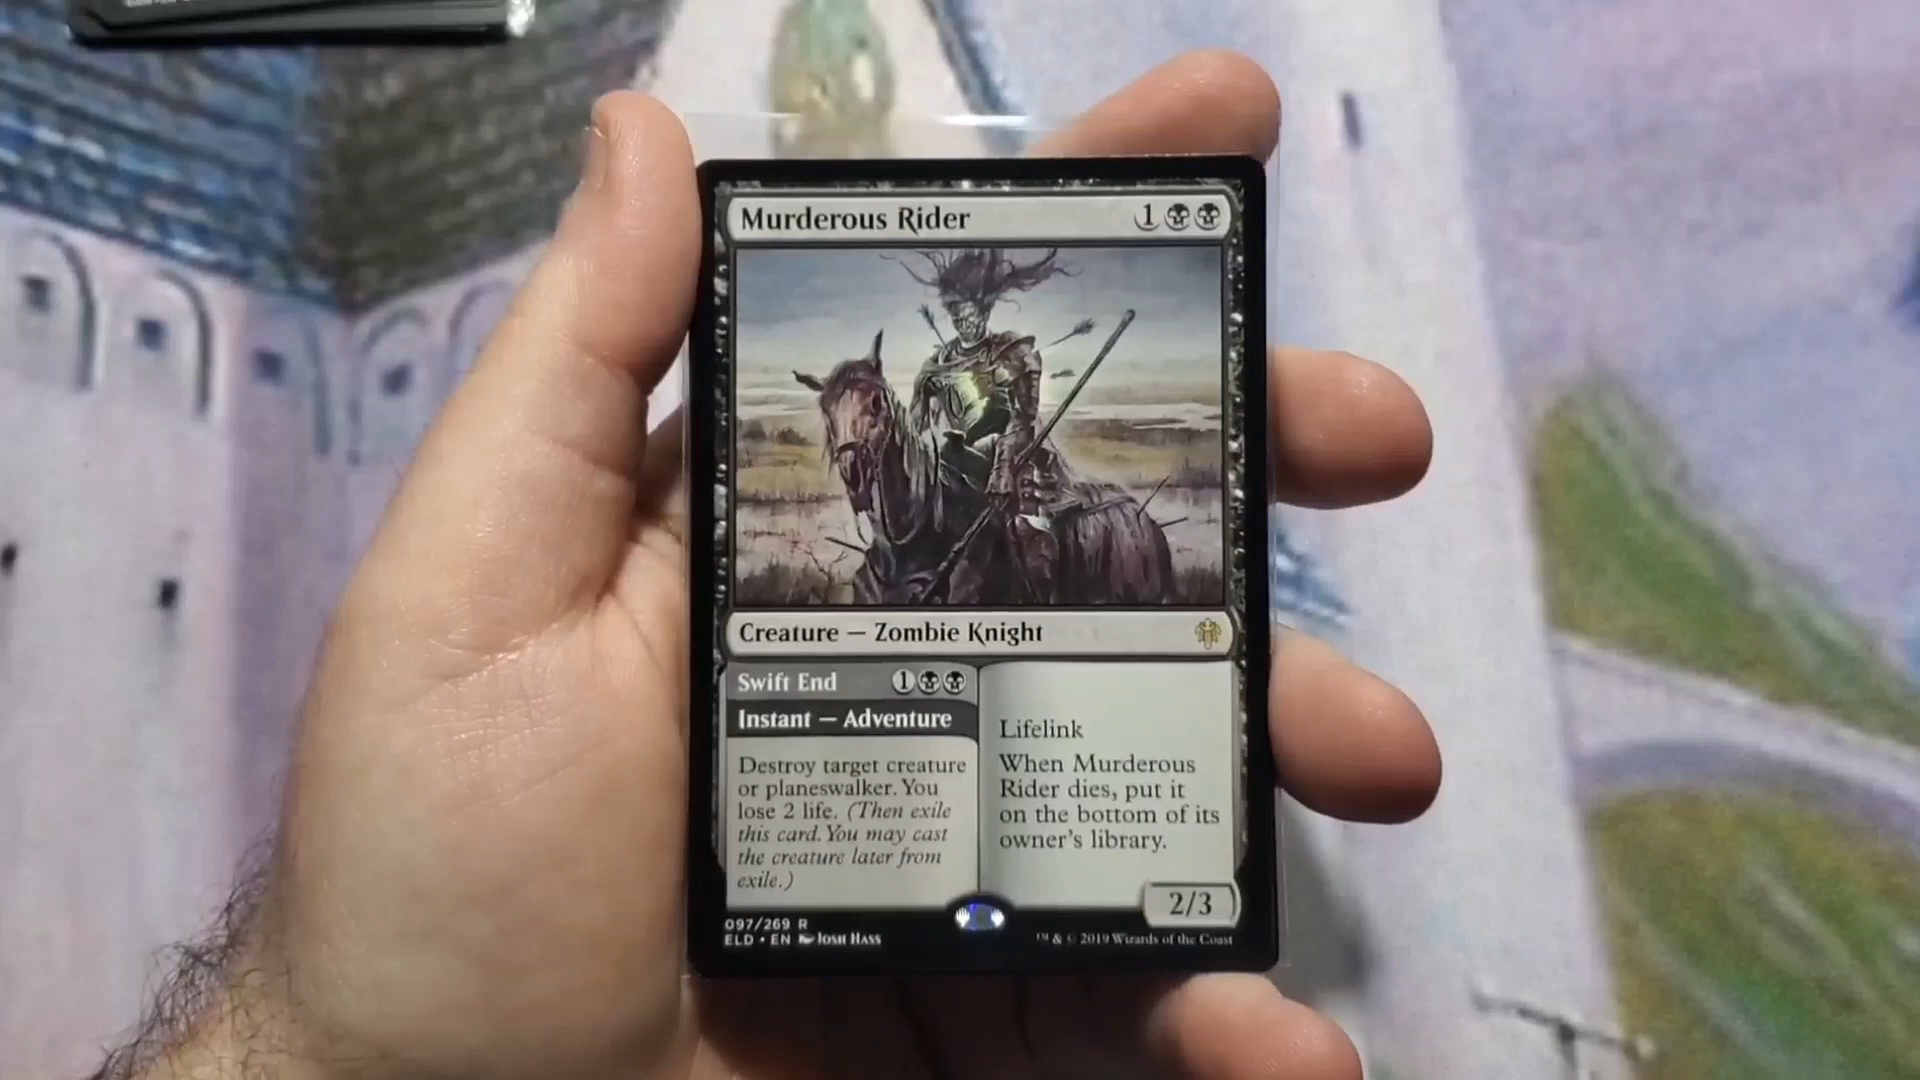 Murderous Rider 1
Creature — Zombie Knight
Swift End 1
Instant — Adventure
Destroy target creature
or planeswalker. You
lose 2 life. (Then exile
this card. You may cast
the creature later from
exile.)
Lifelink
When Murderous
Rider dies, put it
on the bottom of its
owner's library.
2/3
097/269 R
ELD • EN Josh Hass
™ & © 2019 Wizards of the Coast